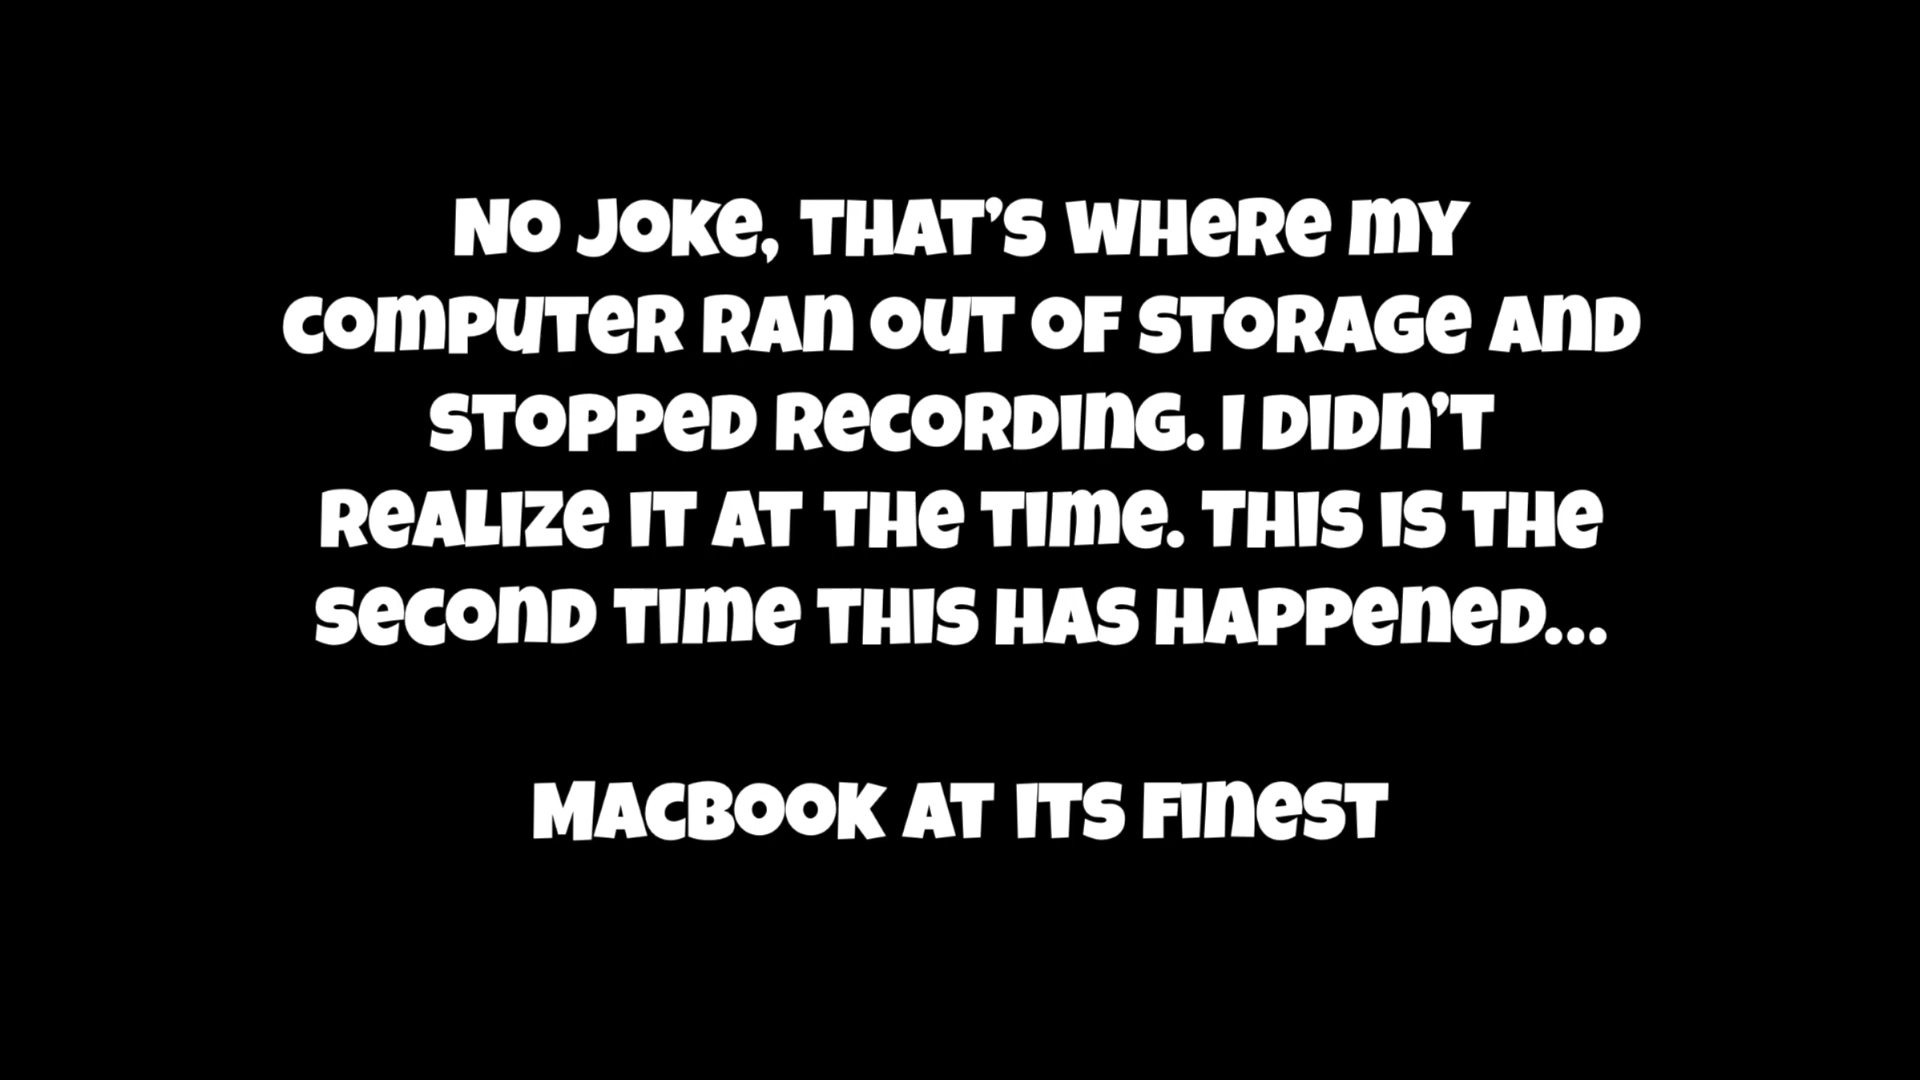 No joke, that’s where my
computer ran out of storage and
stopped recording. I didn’t
realize it at the time. This is the
second time this has happened...
MacBook at its finest